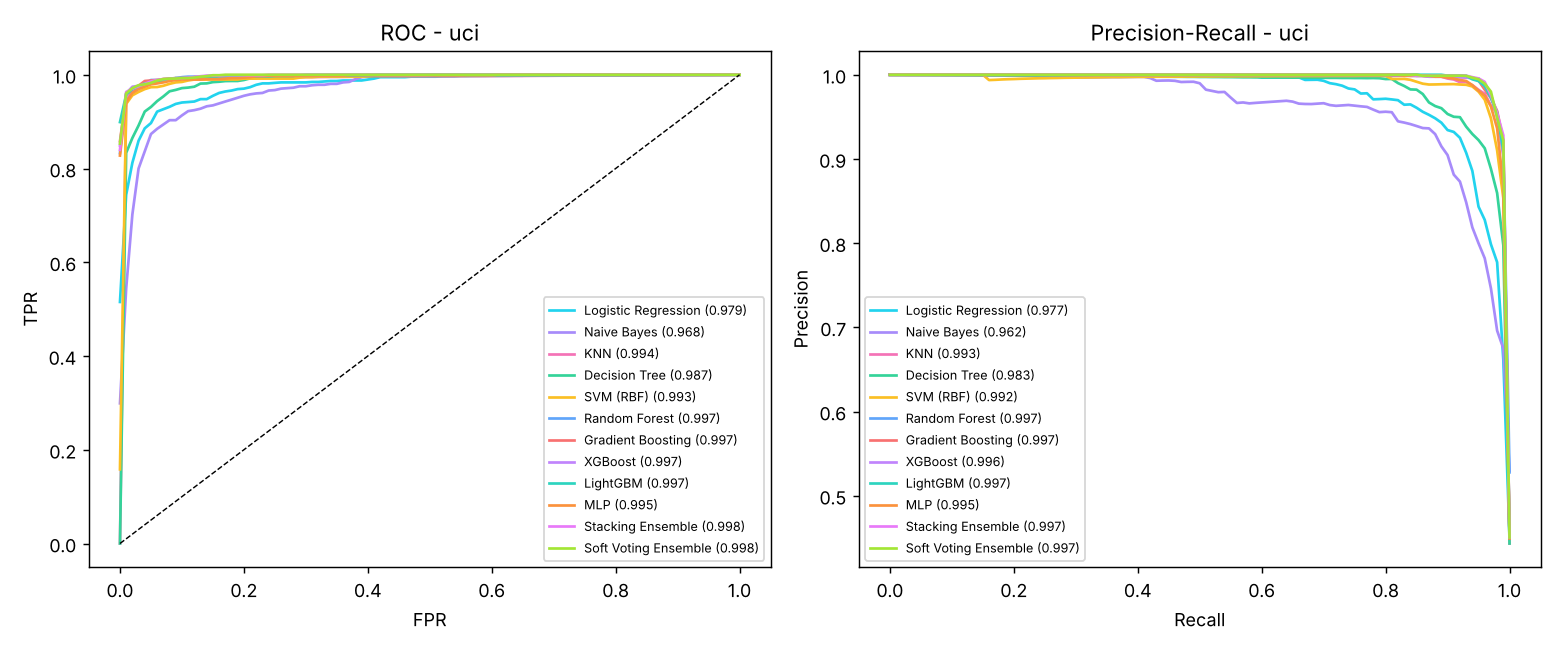 ROC - uci
1.0
0.8
0.6
0.4
0.2
0.0
TPR
0.0
0.2
0.4
0.6
0.8
1.0
FPR
Logistic Regression (0.979)
Naive Bayes (0.968)
KNN (0.994)
Decision Tree (0.987)
SVM (RBF) (0.993)
Random Forest (0.997)
Gradient Boosting (0.997)
XGBoost (0.997)
LightGBM (0.997)
MLP (0.995)
Stacking Ensemble (0.998)
Soft Voting Ensemble (0.998)
Precision-Recall - uci
1.0
0.9
0.8
0.7
0.6
0.5
Precision
0.0
0.2
0.4
0.6
0.8
1.0
Recall
Logistic Regression (0.977)
Naive Bayes (0.962)
KNN (0.993)
Decision Tree (0.983)
SVM (RBF) (0.992)
Random Forest (0.997)
Gradient Boosting (0.997)
XGBoost (0.996)
LightGBM (0.997)
MLP (0.995)
Stacking Ensemble (0.997)
Soft Voting Ensemble (0.997)